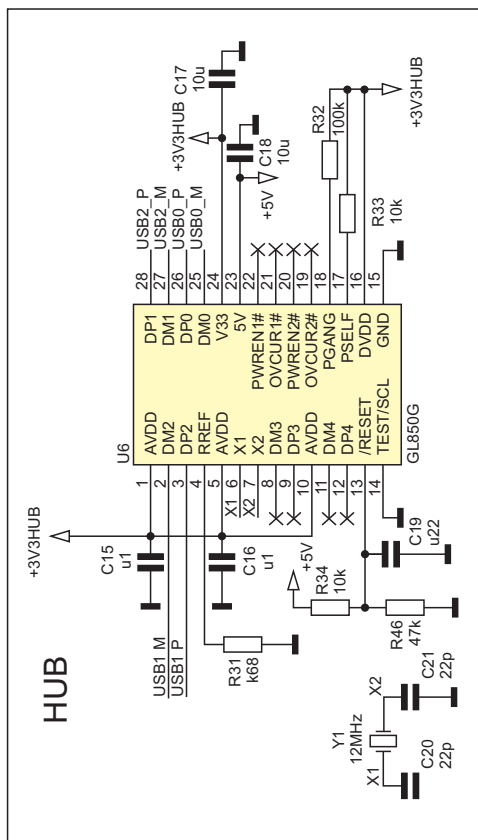 HUB
+3V3HUB
C15
u1
C16
u1
USB1_M
USB1_P
R31
k68
+5V
R34
10k
R46
47k
C19
u22
X1
Y1
12MHz
X2
C20
22p
C21
22p
U6
GL850G
1 AVDD
2 DM2
3 DP2
4 RREF
5 AVDD
X1 6 X1
X2 7 X2
8 DM3
9 DP3
10 AVDD
11 DM4
12 DP4
13 /RESET
14 TEST/SCL
DP1 28 USB2_P
DM1 27 USB2_M
DP0 26 USB0_P
DM0 25 USB0_M
V33 24
5V 23
PWREN1# 22
OVCUR1# 21
PWREN2# 20
OVCUR2# 19
PGANG 18
PSELF 17
DVDD 16
GND 15
+3V3HUB
C17
10u
C18
10u
+5V
R32
100k
R33
10k
+3V3HUB